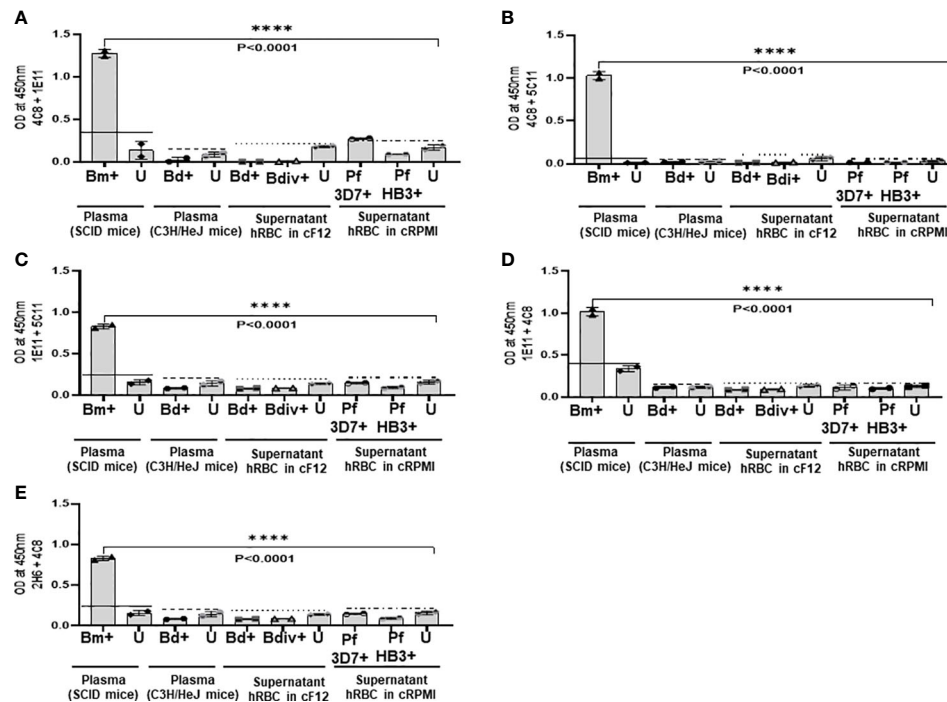 A
OD at 450nm
4C8 + 1E11
1.5
1.0
0.5
0.0
****
P<0.0001
Bm+ U Bd+ U Bd+ Bdiv+ U Pf Pf U
3D7+ HB3+
Plasma Plasma Supernatant Supernatant
(SCID mice) (C3H/HeJ mice) hRBC in cF12 hRBC in cRPMI
B
OD at 450nm
4C8 + 5C11
1.5
1.0
0.5
0.0
****
P<0.0001
Bm+ U Bd+ U Bd+ Bdi+ U Pf Pf U
3D7+ HB3+
Plasma Plasma Supernatant Supernatant
(SCID mice) (C3H/HeJ mice) hRBC in cF12 hRBC in cRPMI
C
OD at 450nm
1E11 + 5C11
1.5
1.0
0.5
0.0
****
P<0.0001
Bm+ U Bd+ U Bd+ Bdiv+ U Pf Pf U
3D7+ HB3+
Plasma Plasma Supernatant Supernatant
(SCID mice) (C3H/HeJ mice) hRBC in cF12 hRBC in cRPMI
D
OD at 450nm
1E11 + 4C8
1.5
1.0
0.5
0.0
****
P<0.0001
Bm+ U Bd+ U Bd+ Bdiv+ U Pf Pf U
3D7+ HB3+
Plasma Plasma Supernatant Supernatant
(SCID mice) (C3H/HeJ mice) hRBC in cF12 hRBC in cRPMI
E
OD at 450nm
2H6 + 4C8
1.5
1.0
0.5
0.0
****
P<0.0001
Bm+ U Bd+ U Bd+ Bdiv+ U Pf Pf U
3D7+ HB3+
Plasma Plasma Supernatant Supernatant
(SCID mice) (C3H/HeJ mice) hRBC in cF12 hRBC in cRPMI